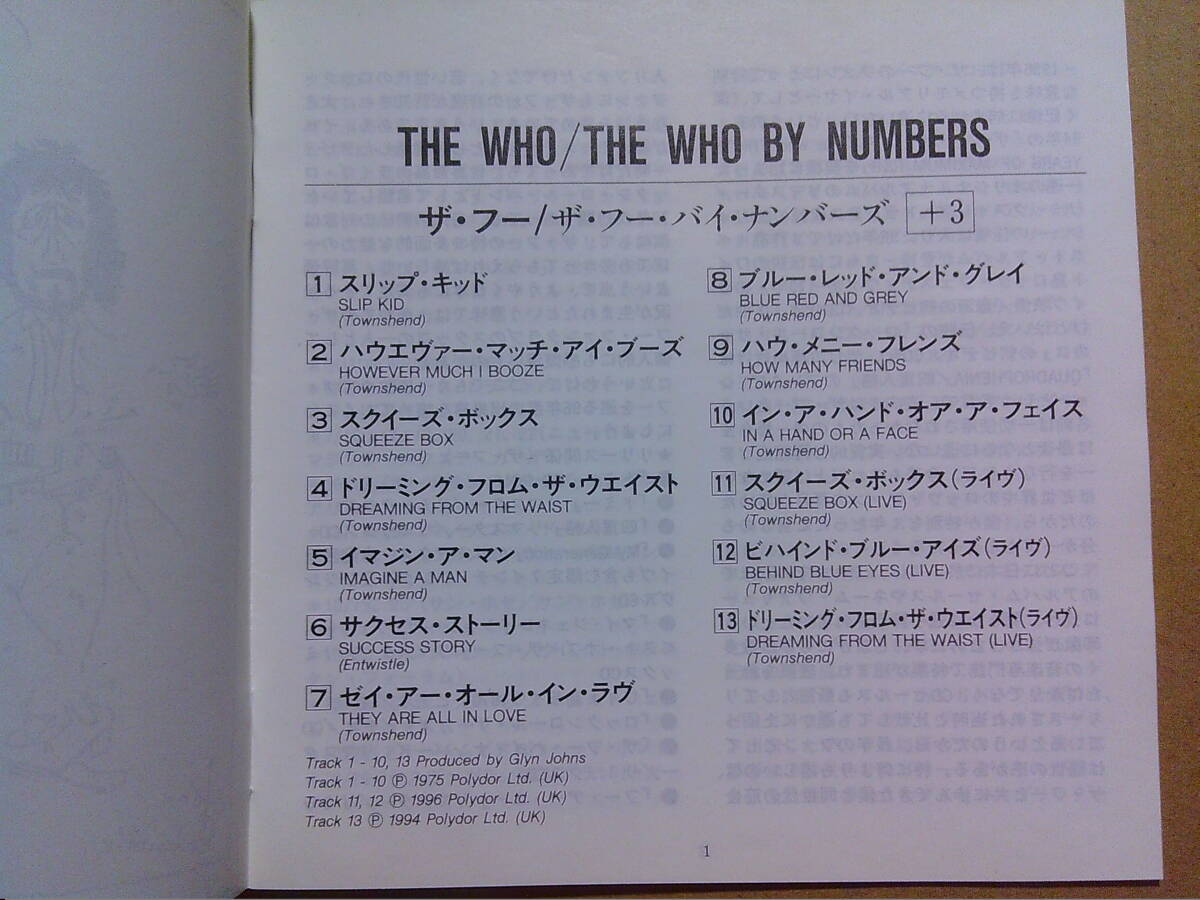 THE WHO/THE WHO BY NUMBERS
ザ・フー/ザ・フー・バイ・ナンバーズ +3
1 スリップ・キッド
SLIP KID
(Townshend)
2 ハウエヴァー・マッチ・アイ・ブーズ
HOWEVER MUCH I BOOZE
(Townshend)
3 スクイーズ・ボックス
SQUEEZE BOX
(Townshend)
4 ドリーミング・フロム・ザ・ウエイスト
DREAMING FROM THE WAIST
(Townshend)
5 イマジン・ア・マン
IMAGINE A MAN
(Townshend)
6 サクセス・ストーリー
SUCCESS STORY
(Entwistle)
7 ゼイ・アー・オール・イン・ラヴ
THEY ARE ALL IN LOVE
(Townshend)
8 ブルー・レッド・アンド・グレイ
BLUE RED AND GREY
(Townshend)
9 ハウ・メニー・フレンズ
HOW MANY FRIENDS
(Townshend)
10 イン・ア・ハンド・オア・ア・フェイス
IN A HAND OR A FACE
(Townshend)
11 スクイーズ・ボックス(ライヴ)
SQUEEZE BOX (LIVE)
(Townshend)
12 ビハインド・ブルー・アイズ(ライヴ)
BEHIND BLUE EYES (LIVE)
(Townshend)
13 ドリーミング・フロム・ザ・ウエイスト(ライヴ)
DREAMING FROM THE WAIST (LIVE)
(Townshend)
Track 1 - 10, 13 Produced by Glyn Johns
Track 1 - 10 ℗ 1975 Polydor Ltd. (UK)
Track 11, 12 ℗ 1996 Polydor Ltd. (UK)
Track 13 ℗ 1994 Polydor Ltd. (UK)
1